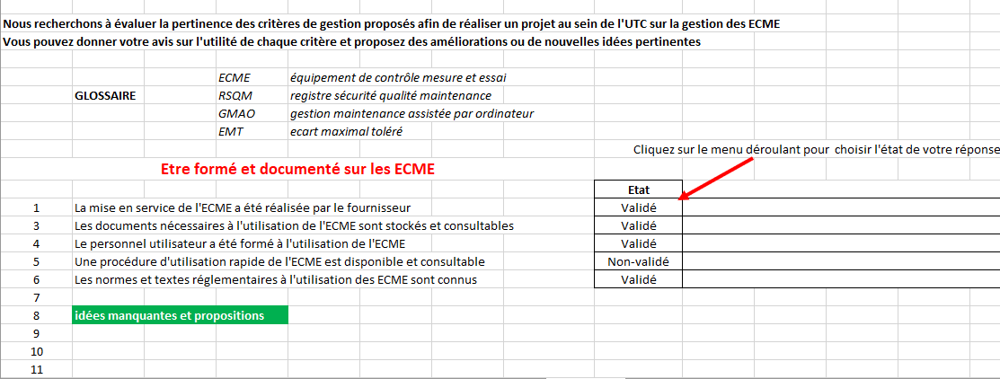 Nous recherchons à évaluer la pertinence des critères de gestion proposés afin de réaliser un projet au sein de l'UTC sur la gestion des ECME
Vous pouvez donner votre avis sur l'utilité de chaque critère et proposez des améliorations ou de nouvelles idées pertinentes
ECME équipement de contrôle mesure et essai
GLOSSAIRE RSQM registre sécurité qualité maintenance
GMAO gestion maintenance assistée par ordinateur
EMT ecart maximal toléré
Cliquez sur le menu déroulant pour choisir l'état de votre réponse
Etre formé et documenté sur les ECME
Etat
1 La mise en service de l'ECME a été réalisée par le fournisseur Validé
3 Les documents nécessaires à l'utilisation de l'ECME sont stockés et consultables Validé
4 Le personnel utilisateur a été formé à l'utilisation de l'ECME Validé
5 Une procédure d'utilisation rapide de l'ECME est disponible et consultable Non-validé
6 Les normes et textes réglementaires à l'utilisation des ECME sont connus Validé
7
8 idées manquantes et propositions
9
10
11